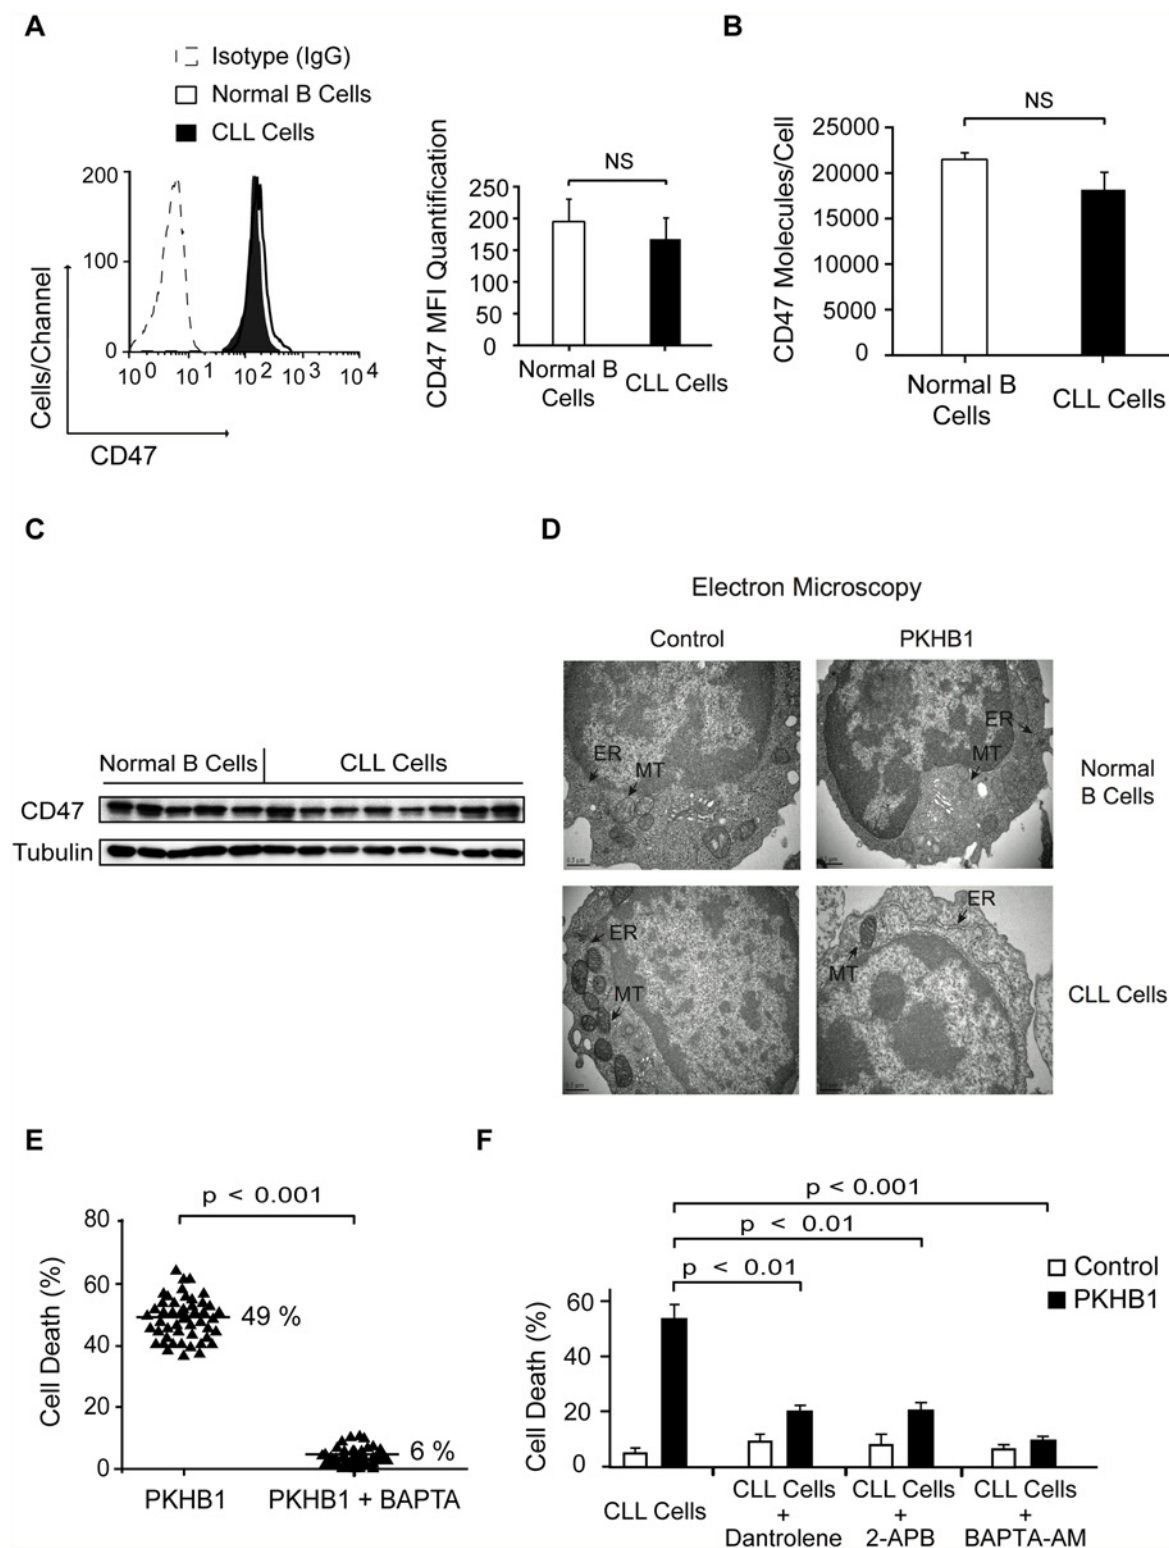 A
Isotype (IgG)
Normal B Cells
CLL Cells
200
100
0
10^0 10^1 10^2 10^3 10^4
Cells/Channel
CD47
CD47 MFI Quantification
250
200
150
100
50
0
NS
Normal B
Cells
CLL Cells
B
CD47 Molecules/Cell
25000
20000
15000
10000
5000
0
NS
Normal B
Cells
CLL Cells
C
Normal B Cells CLL Cells
CD47
Tubulin
D
Electron Microscopy
Control PKHB1
ER
MT
ER
MT
Normal
B Cells
ER
MT
ER
MT
CLL Cells
E
p < 0.001
Cell Death (%)
80
60
40
20
0
49 %
6 %
PKHB1 PKHB1 + BAPTA
F
p < 0.001
p < 0.01
p < 0.01
Control
PKHB1
Cell Death (%)
60
40
20
0
CLL Cells
CLL Cells
+
Dantrolene
CLL Cells
+
2-APB
CLL Cells
+
BAPTA-AM